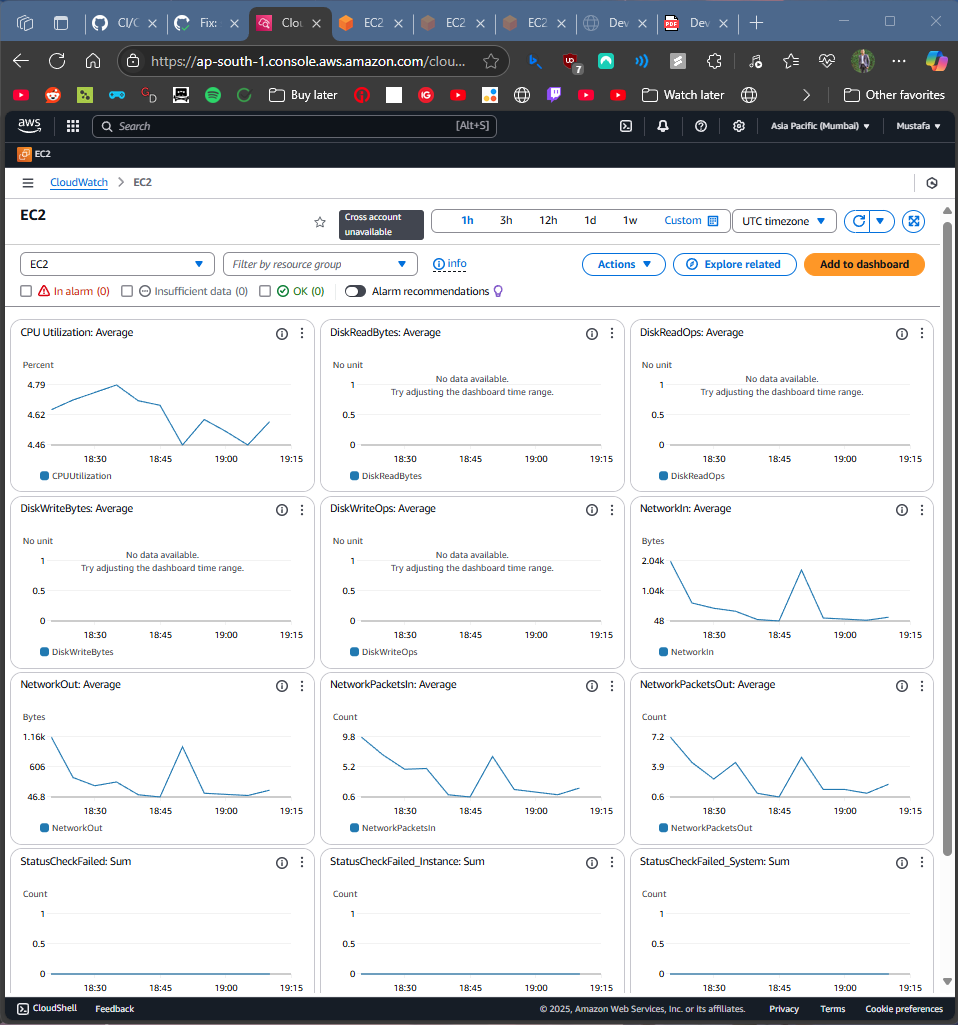 CI/C
Fix:
Clou
EC2
EC2
EC2
Dev
PDF
Dev
https://ap-south-1.console.aws.amazon.com/clou...
UD
7
Buy later
IG
Watch later
Other favorites
aws
Search
[Alt+S]
Asia Pacific (Mumbai)
Mustafa
EC2
CloudWatch
EC2
EC2
Cross account
unavailable
1h
3h
12h
1d
1w
Custom
UTC timezone
EC2
Filter by resource group
info
Actions
Explore related
Add to dashboard
In alarm (0)
Insufficient data (0)
OK (0)
Alarm recommendations
CPU Utilization: Average
Percent
4.79
4.62
4.46
18:30
18:45
19:00
19:15
CPUUtilization
DiskReadBytes: Average
No unit
No data available.
Try adjusting the dashboard time range.
1
0.5
0
18:30
18:45
19:00
19:15
DiskReadBytes
DiskReadOps: Average
No unit
No data available.
Try adjusting the dashboard time range.
1
0.5
0
18:30
18:45
19:00
19:15
DiskReadOps
DiskWriteBytes: Average
No unit
No data available.
Try adjusting the dashboard time range.
1
0.5
0
18:30
18:45
19:00
19:15
DiskWriteBytes
DiskWriteOps: Average
No unit
No data available.
Try adjusting the dashboard time range.
1
0.5
0
18:30
18:45
19:00
19:15
DiskWriteOps
NetworkIn: Average
Bytes
2.04k
1.04k
48
18:30
18:45
19:00
19:15
NetworkIn
NetworkOut: Average
Bytes
1.16k
606
46.8
18:30
18:45
19:00
19:15
NetworkOut
NetworkPacketsIn: Average
Count
9.8
5.2
0.6
18:30
18:45
19:00
19:15
NetworkPacketsIn
NetworkPacketsOut: Average
Count
7.2
3.9
0.6
18:30
18:45
19:00
19:15
NetworkPacketsOut
StatusCheckFailed: Sum
Count
1
0.5
0
18:30
18:45
19:00
19:15
StatusCheckFailed_Instance: Sum
Count
1
0.5
0
18:30
18:45
19:00
19:15
StatusCheckFailed_System: Sum
Count
1
0.5
0
18:30
18:45
19:00
19:15
CloudShell
Feedback
© 2025, Amazon Web Services, Inc. or its affiliates.
Privacy
Terms
Cookie preferences